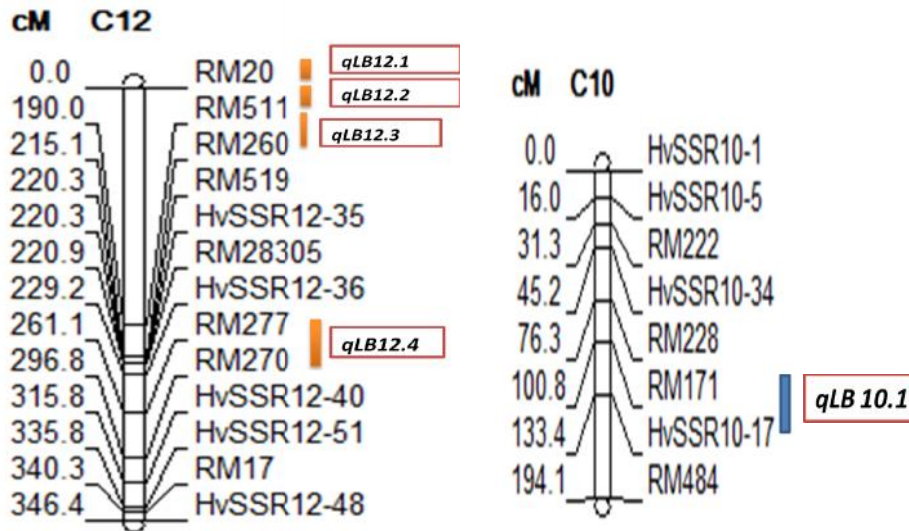 cM C12
0.0 RM20 qLB12.1
190.0 RM511 qLB12.2
215.1 RM260 qLB12.3
220.3 RM519
220.3 HvSSR12-35
220.9 RM28305
229.2 HvSSR12-36
261.1 RM277
296.8 RM270 qLB12.4
315.8 HvSSR12-40
335.8 HvSSR12-51
340.3 RM17
346.4 HvSSR12-48
cM C10
0.0 HvSSR10-1
16.0 HvSSR10-5
31.3 RM222
45.2 HvSSR10-34
76.3 RM228
100.8 RM171 qLB 10.1
133.4 HvSSR10-17
194.1 RM484